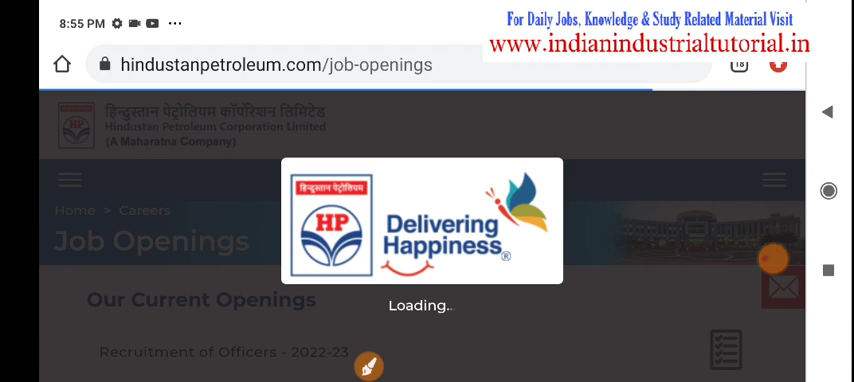 8:55 PM
For Daily Jobs, Knowledge & Study Related Material Visit
www.indianindustrialtutorial.in
hindustanpetroleum.com/job-openings
18
हिन्दुस्तान पेट्रोलियम कॉर्पोरेशन लिमिटेड
Hindustan Petroleum Corporation Limited
(A Maharatna Company)
HP
Home > Careers
Job Openings
हिन्दुस्तान पेट्रोलियम
HP
Delivering
Happiness®
Loading..
Our Current Openings
Recruitment of Officers - 2022-23